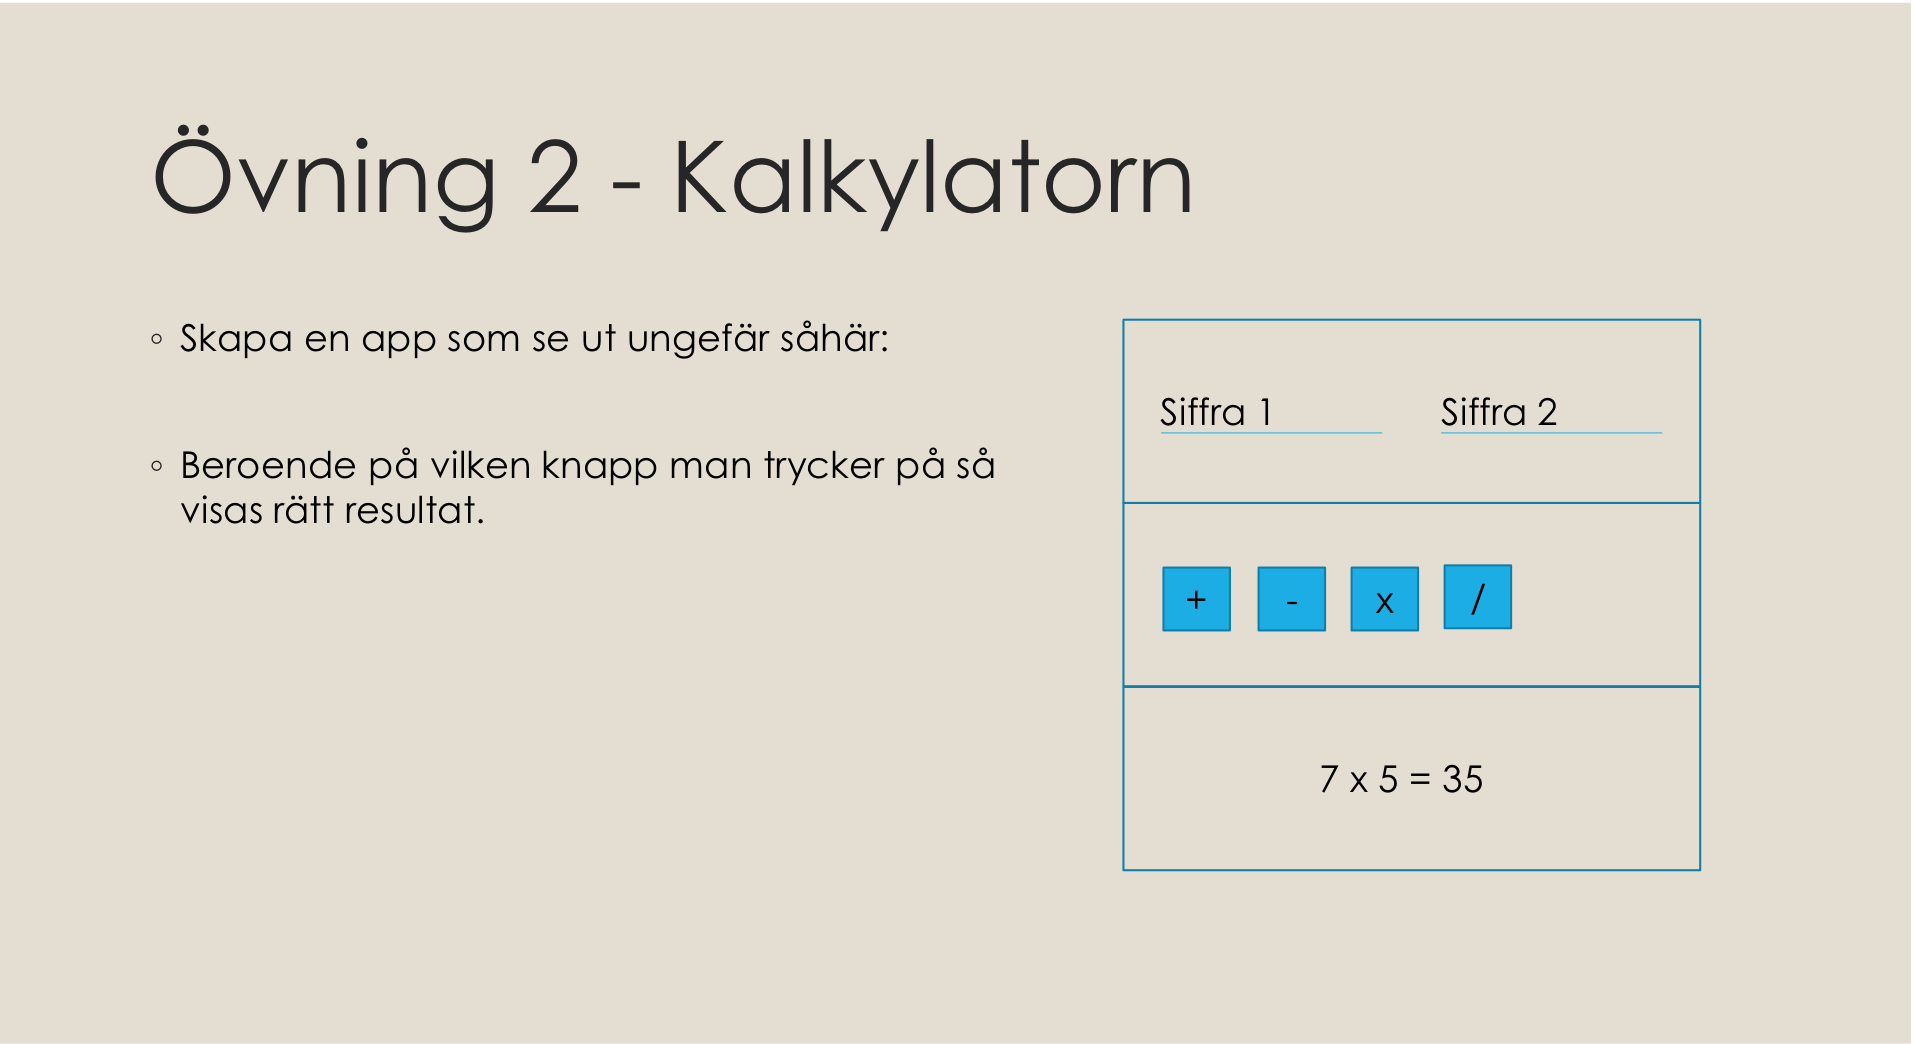 Övning 2 - Kalkylatorn
◦ Skapa en app som se ut ungefär såhär:
◦ Beroende på vilken knapp man trycker på så
visas rätt resultat.
Siffra 1 Siffra 2
+ - x /
7 x 5 = 35